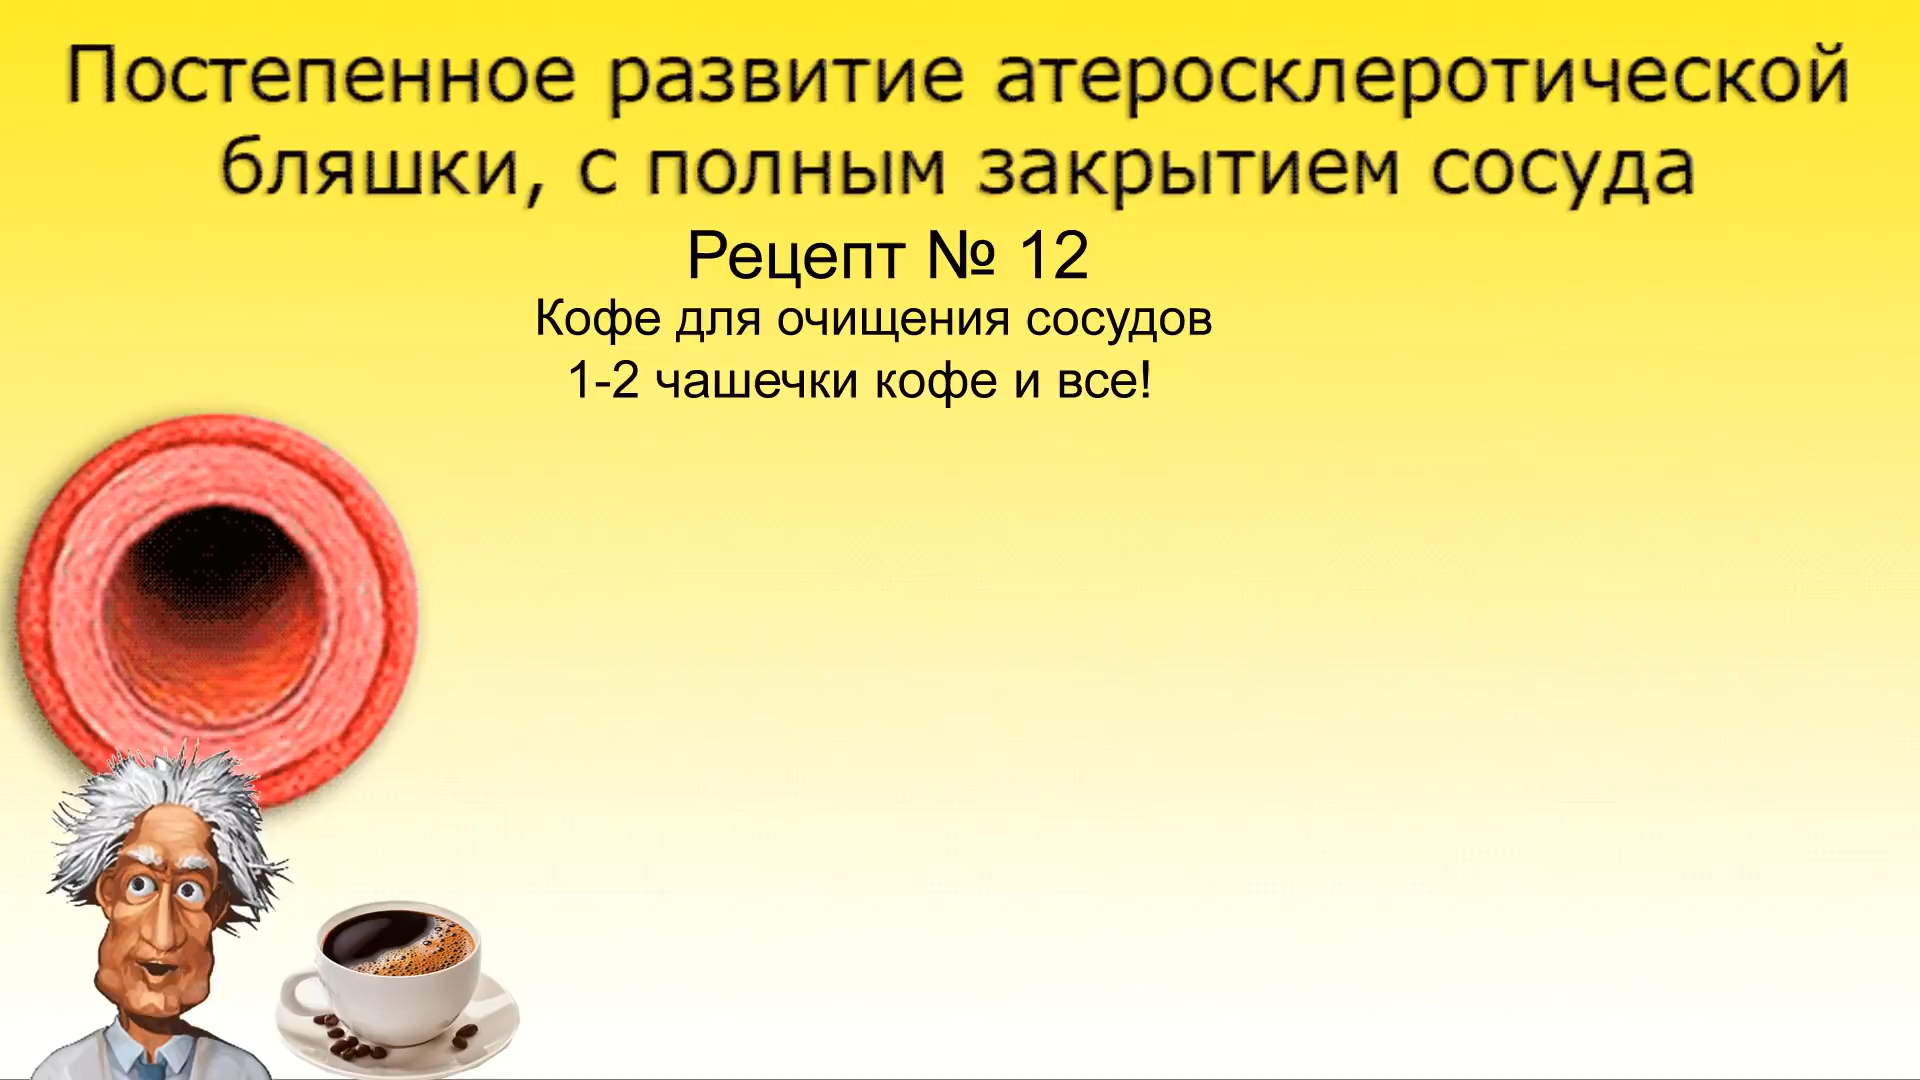 Постепенное развитие атеросклеротической
бляшки, с полным закрытием сосуда
Рецепт № 12
Кофе для очищения сосудов
1-2 чашечки кофе и все!